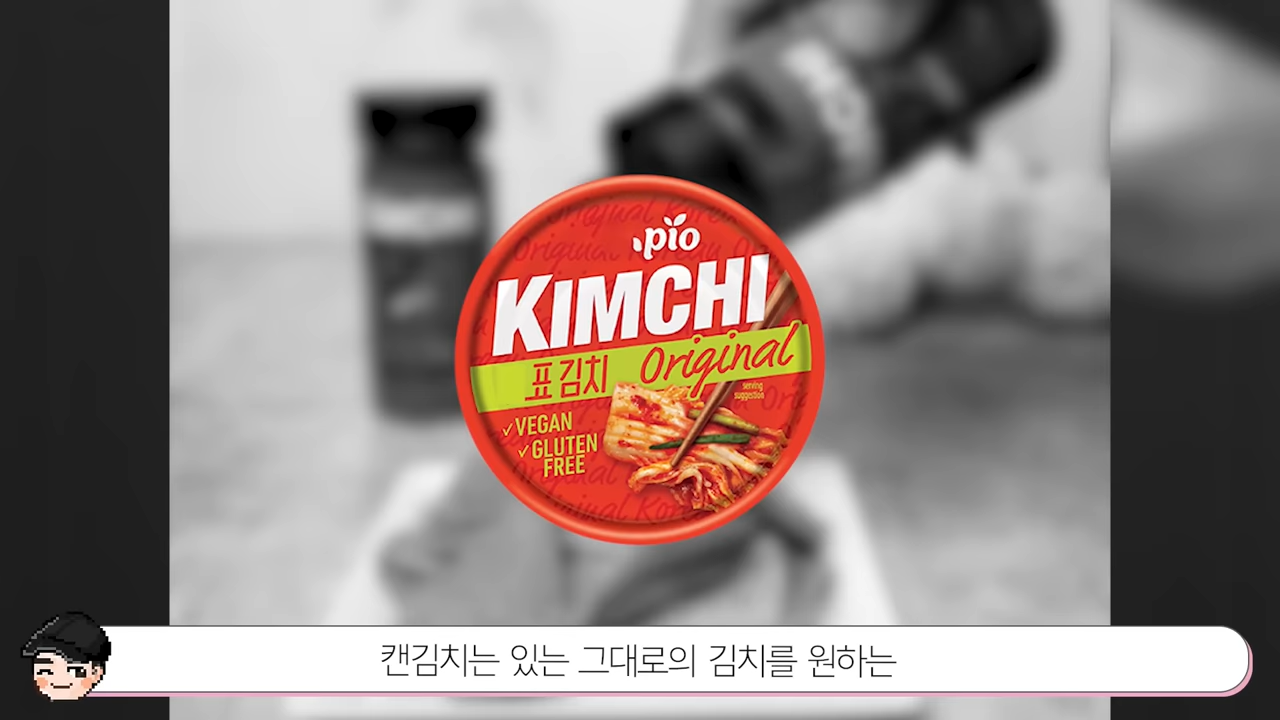 pio
KIMCHI
표김치 Original
serving
suggestion
✓VEGAN
✓GLUTEN
FREE
캔김치는 있는 그대로의 김치를 원하는